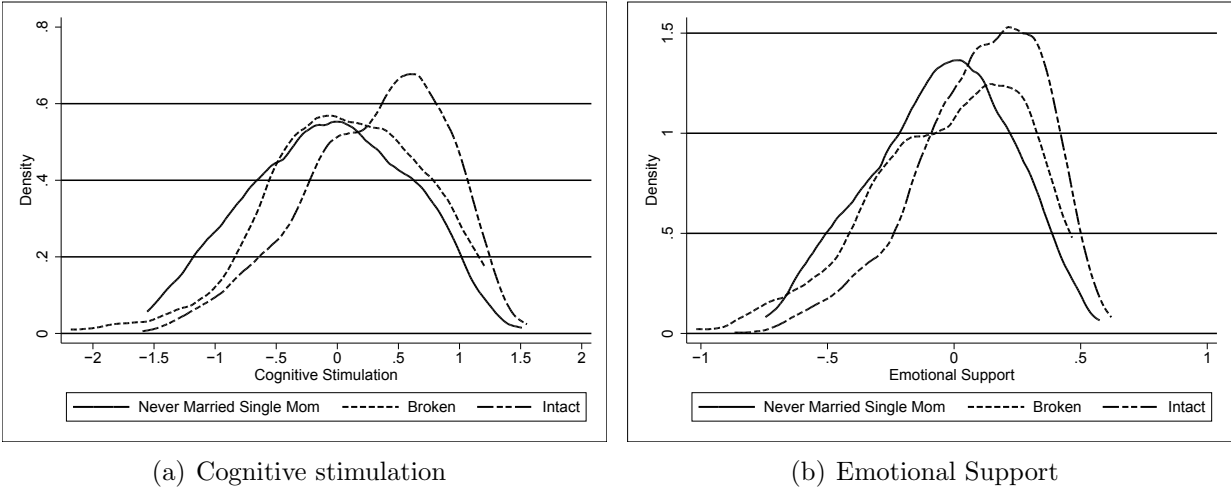 Density
.8
.6
.4
.2
0
−2 −1.5 −1 −.5 0 .5 1 1.5 2
Cognitive Stimulation
Never Married Single Mom Broken Intact
(a) Cognitive stimulation
Density
1.5
1
.5
0
−1 −.5 0 .5 1
Emotional Support
Never Married Single Mom Broken Intact
(b) Emotional Support